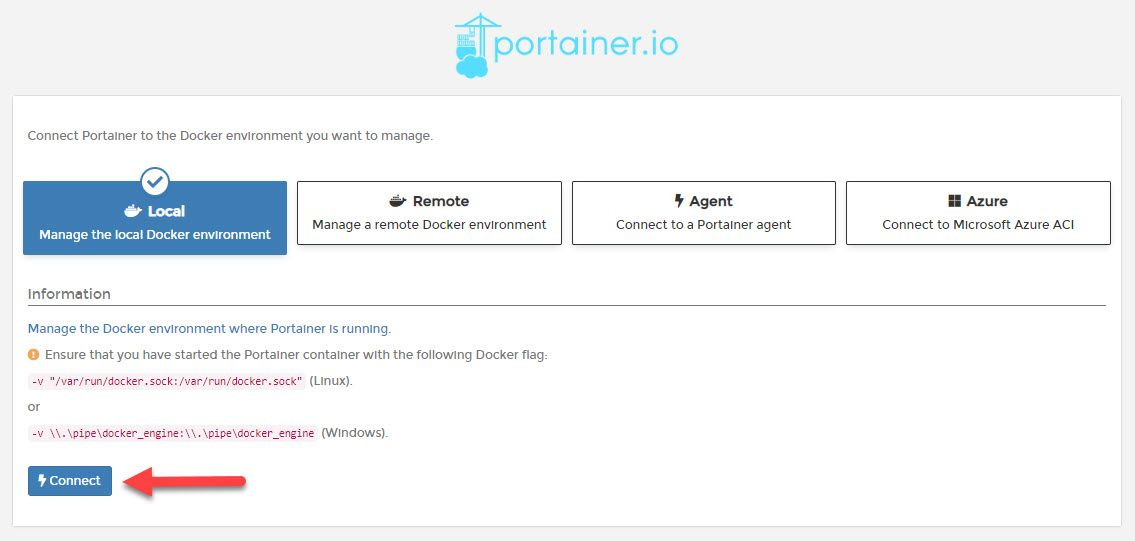 portainer.io
Connect Portainer to the Docker environment you want to manage.
Local
Manage the local Docker environment
Remote
Manage a remote Docker environment
Agent
Connect to a Portainer agent
Azure
Connect to Microsoft Azure ACI
Information
Manage the Docker environment where Portainer is running.
Ensure that you have started the Portainer container with the following Docker flag:
-v "/var/run/docker.sock:/var/run/docker.sock" (Linux).
or
-v \\.\pipe\docker_engine:\\.\pipe\docker_engine (Windows).
Connect